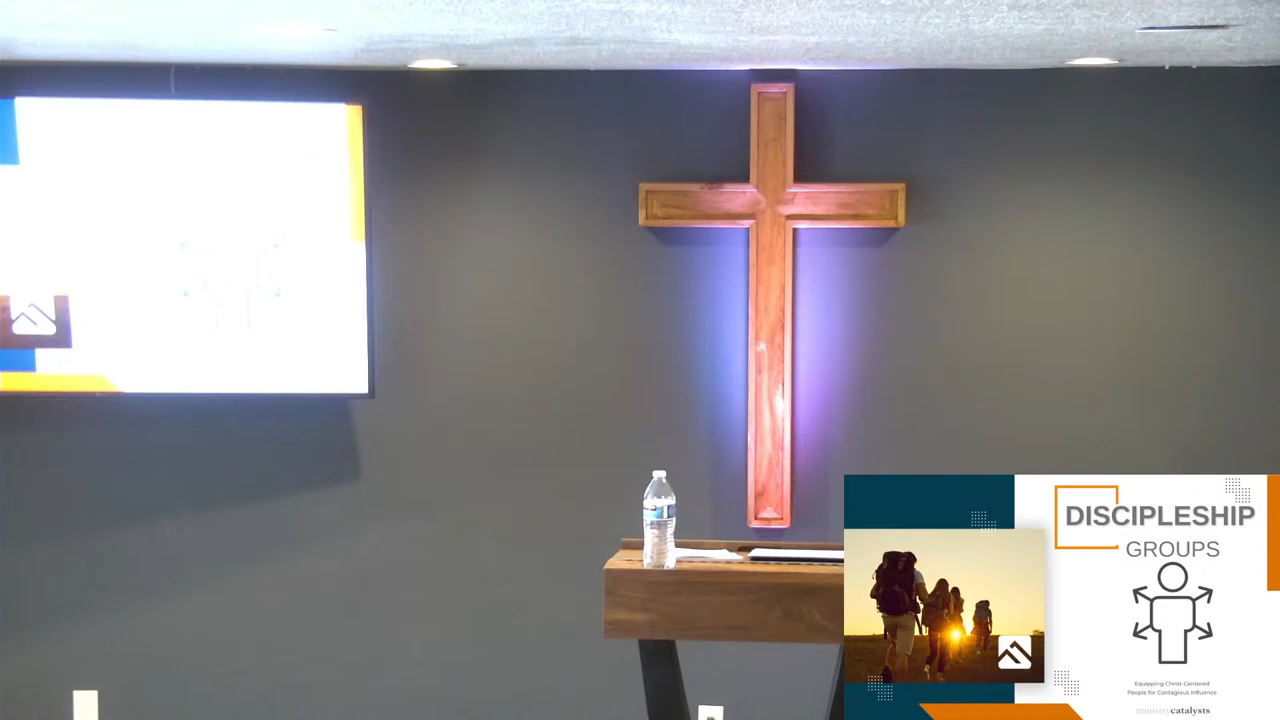 DISCIPLESHIP
GROUPS
Equipping Christ-Centered
People for Contagious Influence
ministrycatalysts